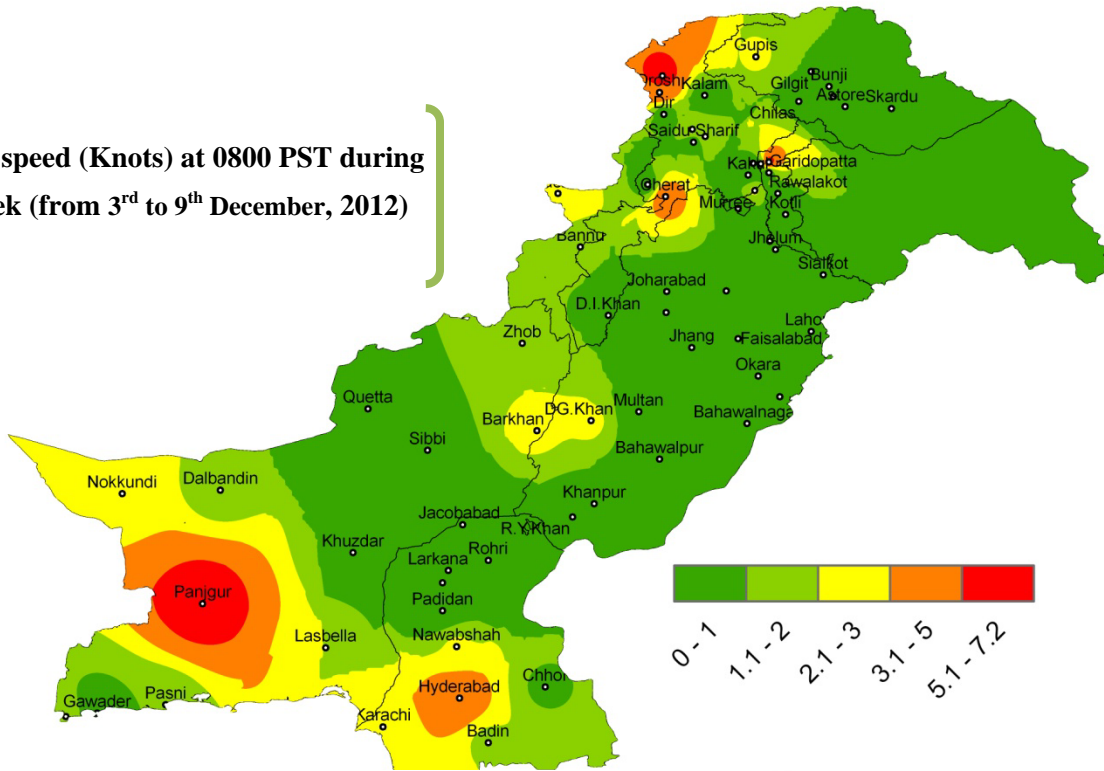 speed (Knots) at 0800 PST during
ek (from 3rd to 9th December, 2012)
Gupis
Drosh
Kalam
Gilgit
Bunji
Astore
Skardu
Dir
Chilas
Saidu Sharif
Garidopatta
Cherat
Rawalakot
Murree
Kotli
Bannu
Jhelum
Sialkot
Joharabad
D.I.Khan
Zhob
Jhang
Faisalabad
Okara
Quetta
Barkhan
D.G.Khan
Multan
Bahawalnaga
Sibbi
Bahawalpur
Nokkundi
Dalbandin
Khanpur
Jacobabad
R.Y.Khan
Khuzdar
Larkana
Rohri
Panjgur
Padidan
Lasbella
Nawabshah
Hyderabad
Chhor
Gawader
Pasni
Karachi
Badin
0 - 1
1.1 - 2
2.1 - 3
3.1 - 5
5.1 - 7.2